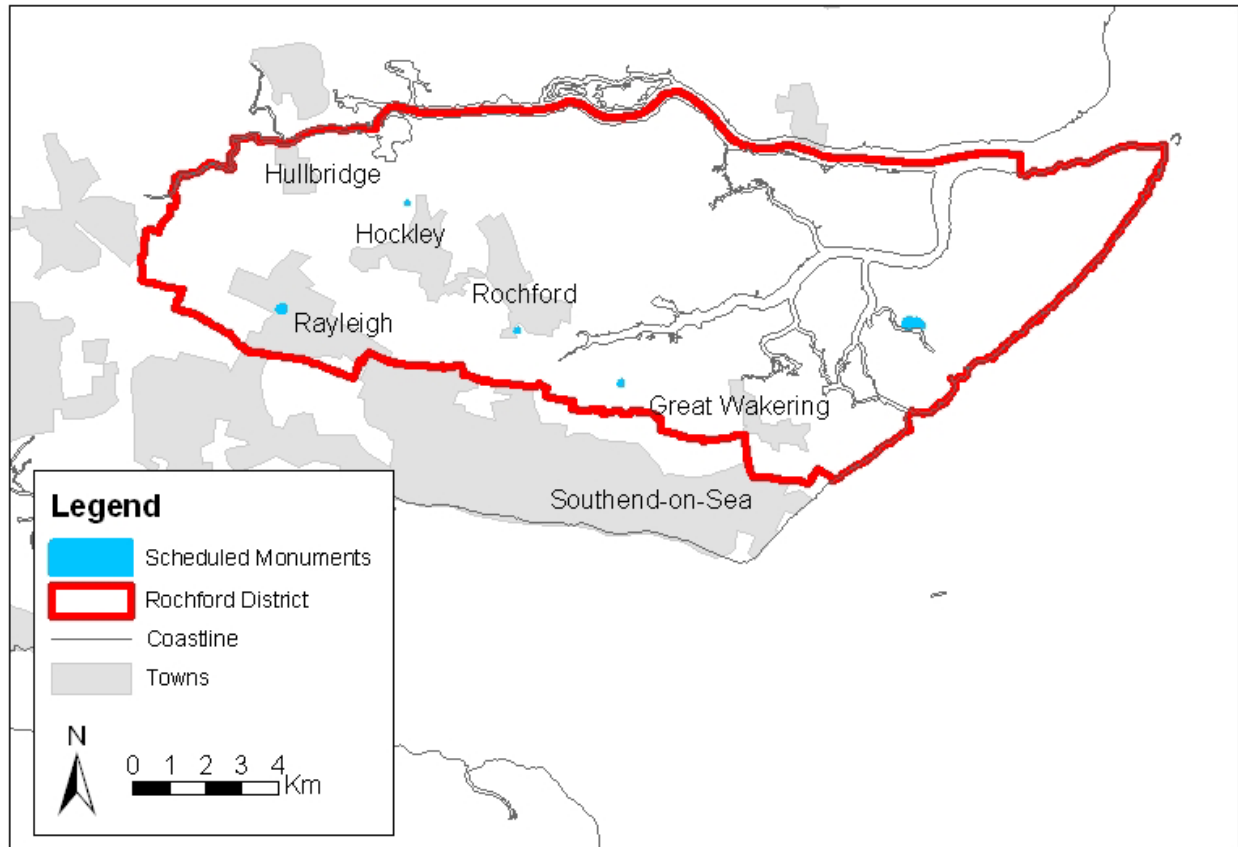 Hullbridge
Hockley
Rochford
Rayleigh
Great Wakering
Southend-on-Sea
Legend
Scheduled Monuments
Rochford District
Coastline
Towns
N
0 1 2 3 4
Km